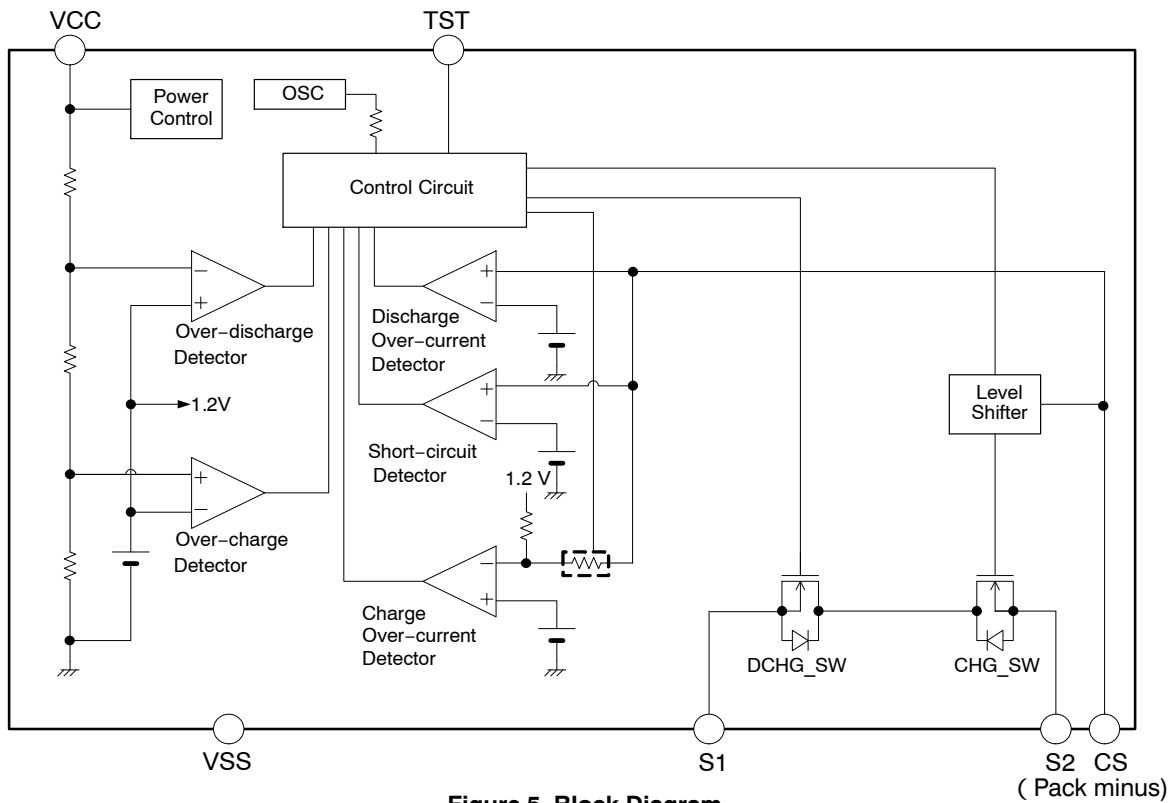 VCC
TST
Power
Control
OSC
Control Circuit
−
+
Over−discharge
Detector
+
−
Discharge
Over−current
Detector
1.2V
+
−
Short−circuit
Detector
Level
Shifter
+
−
Over−charge
Detector
1.2 V
−
+
Charge
Over−current
Detector
DCHG_SW
CHG_SW
VSS
S1
S2
CS
( Pack minus)
Figure 5. Block Diagram